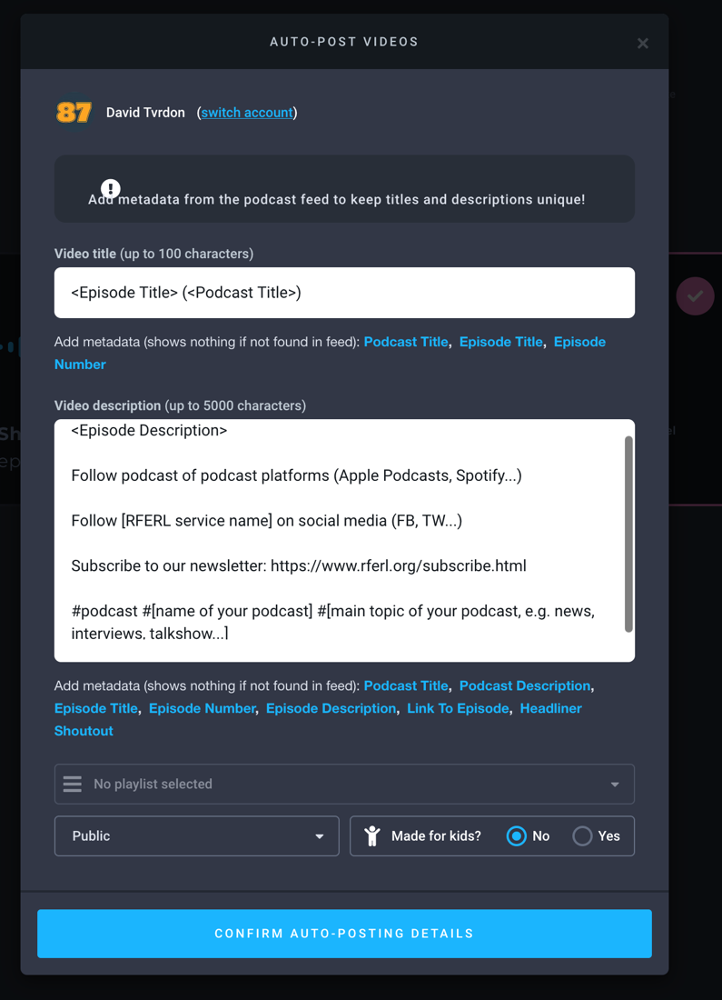 AUTO-POST VIDEOS
×
87 David Tvrdon (switch account)
Add metadata from the podcast feed to keep titles and descriptions unique!
Video title (up to 100 characters)
<Episode Title> (<Podcast Title>)
Add metadata (shows nothing if not found in feed): Podcast Title, Episode Title, Episode
Number
Video description (up to 5000 characters)
<Episode Description>
Follow podcast of podcast platforms (Apple Podcasts, Spotify...)
Follow [RFERL service name] on social media (FB, TW...)
Subscribe to our newsletter: https://www.rferl.org/subscribe.html
#podcast #[name of your podcast] #[main topic of your podcast, e.g. news,
interviews, talkshow...]
Add metadata (shows nothing if not found in feed): Podcast Title, Podcast Description,
Episode Title, Episode Number, Episode Description, Link To Episode, Headliner
Shoutout
No playlist selected
Public
Made for kids? No Yes
CONFIRM AUTO-POSTING DETAILS
Sh
ep